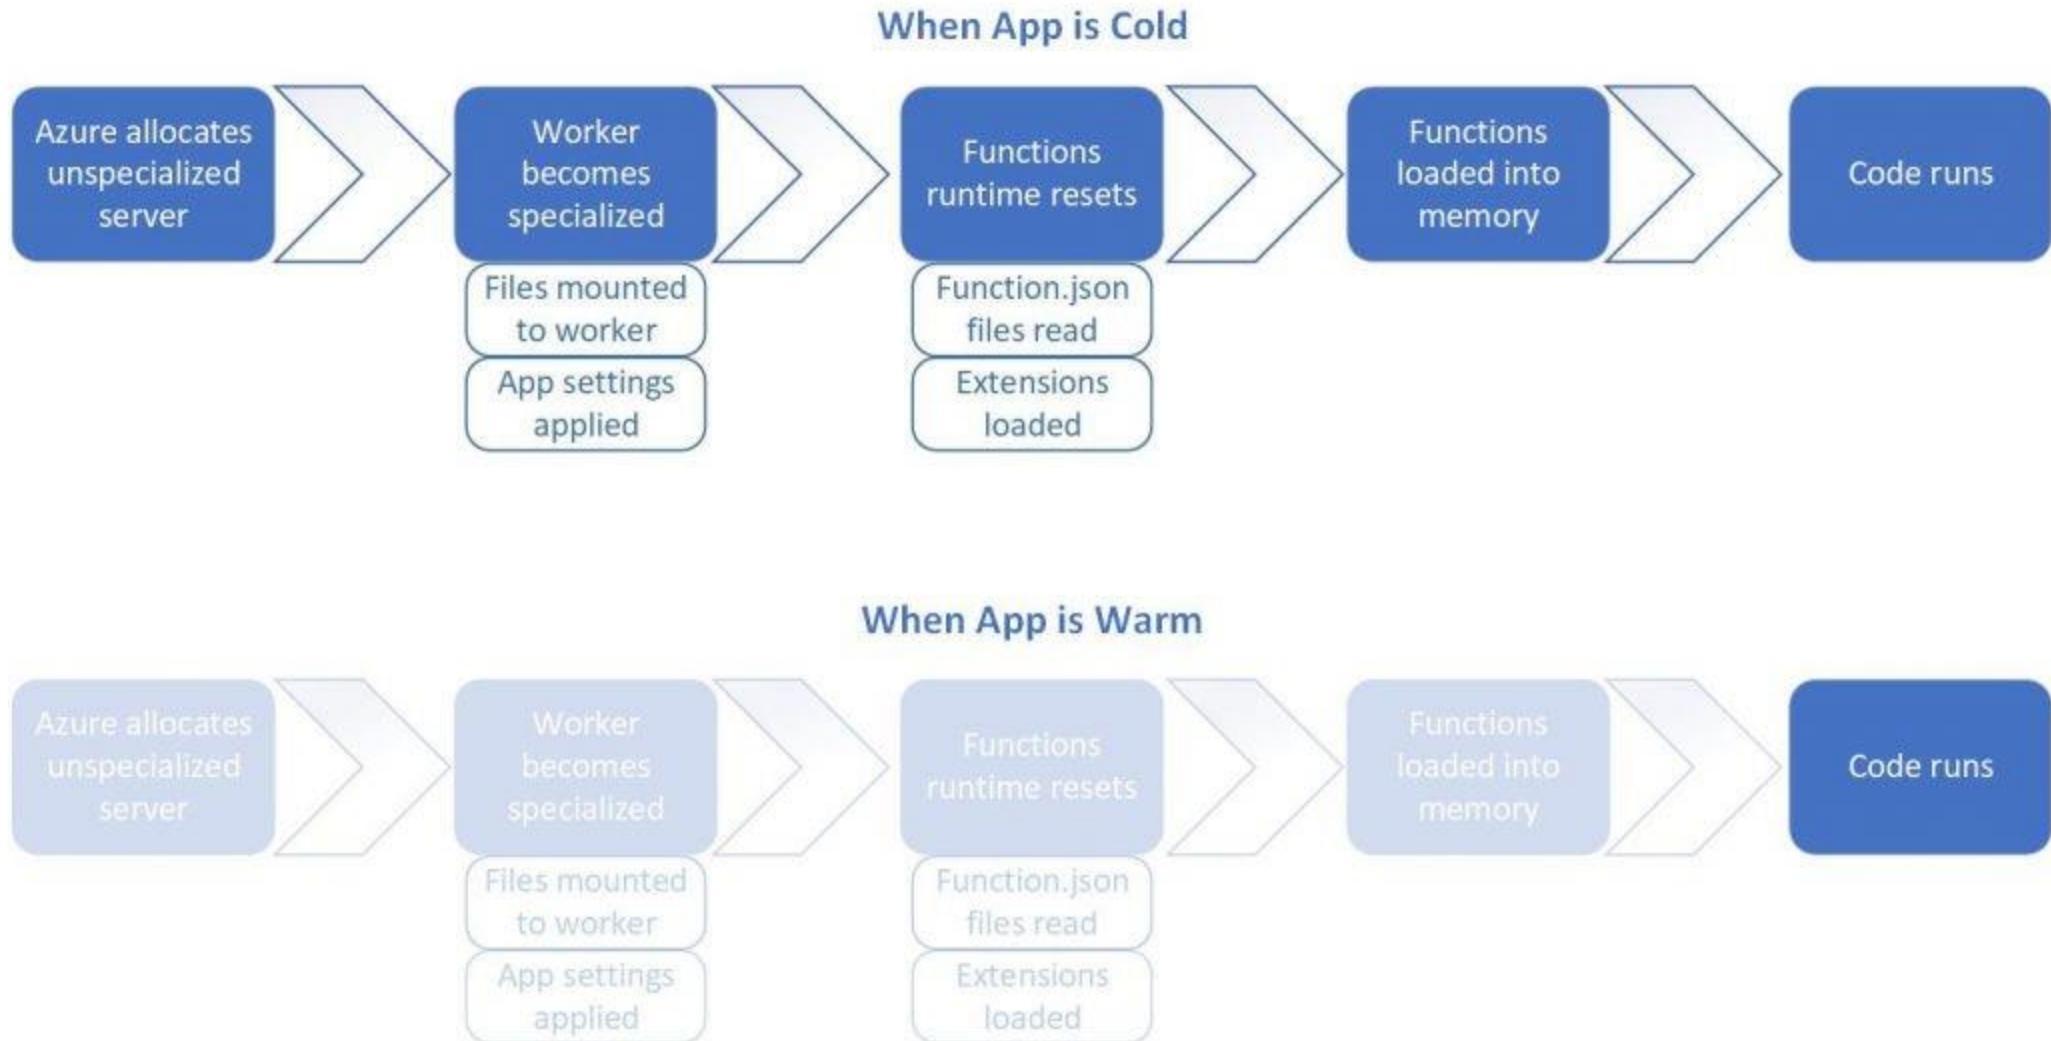 When App is Cold
Azure allocates
unspecialized
server
Worker
becomes
specialized
Files mounted
to worker
App settings
applied
Functions
runtime resets
Function.json
files read
Extensions
loaded
Functions
loaded into
memory
Code runs
When App is Warm
Azure allocates
unspecialized
server
Worker
becomes
specialized
Files mounted
to worker
App settings
applied
Functions
runtime resets
Function.json
files read
Extensions
loaded
Functions
loaded into
memory
Code runs